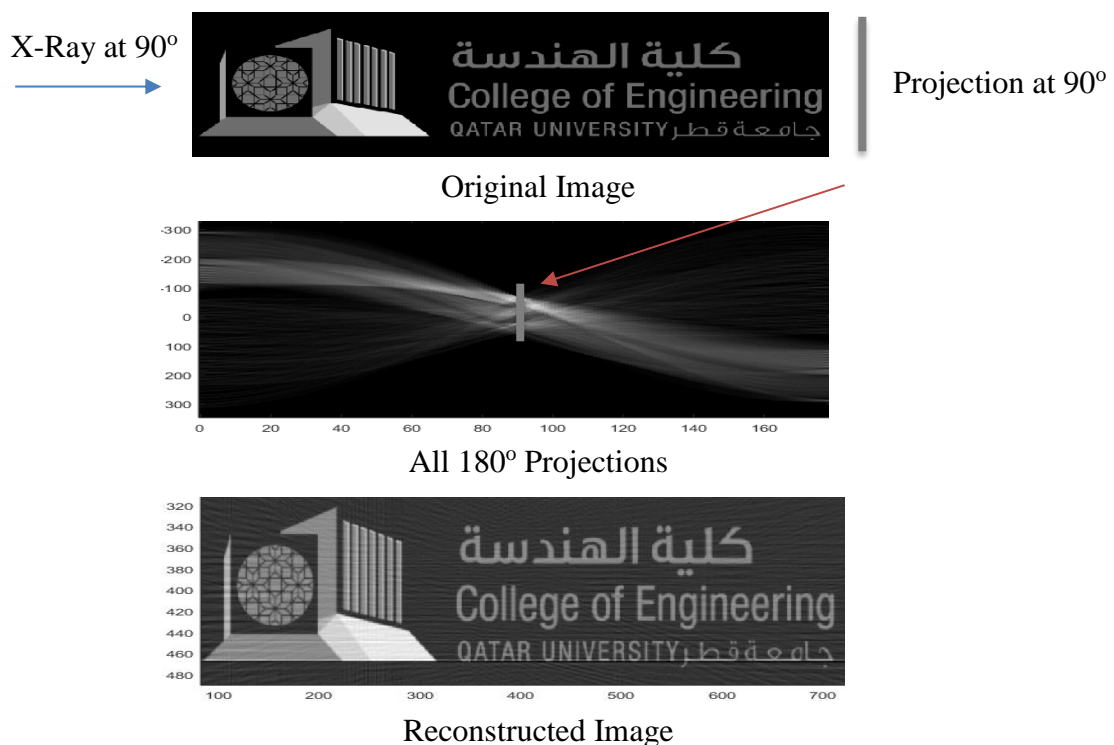 X-Ray at 90º
كلية الهندسة
College of Engineering
QATAR UNIVERSITY جامعة قطر
Projection at 90º
Original Image
-300
-200
-100
0
100
200
300
0 20 40 60 80 100 120 140 160
All 180º Projections
320
340
360
380
400
420
440
460
480
كلية الهندسة
College of Engineering
QATAR UNIVERSITY جامعة قطر
100 200 300 400 500 600 700
Reconstructed Image